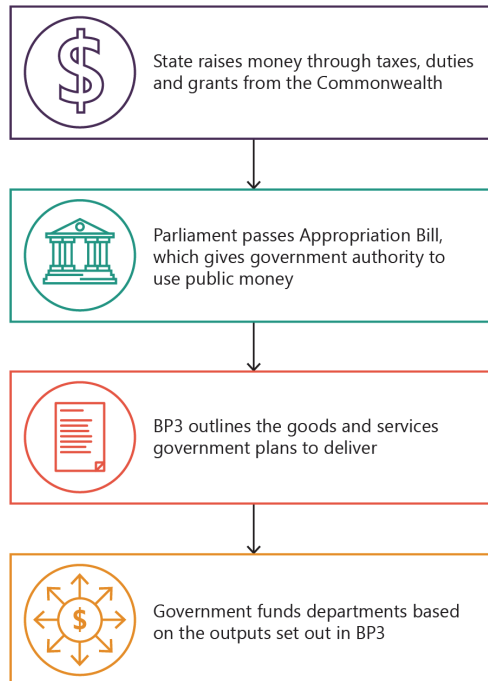 $
State raises money through taxes, duties
and grants from the Commonwealth
Parliament passes Appropriation Bill,
which gives government authority to
use public money
BP3 outlines the goods and services
government plans to deliver
$
Government funds departments based
on the outputs set out in BP3